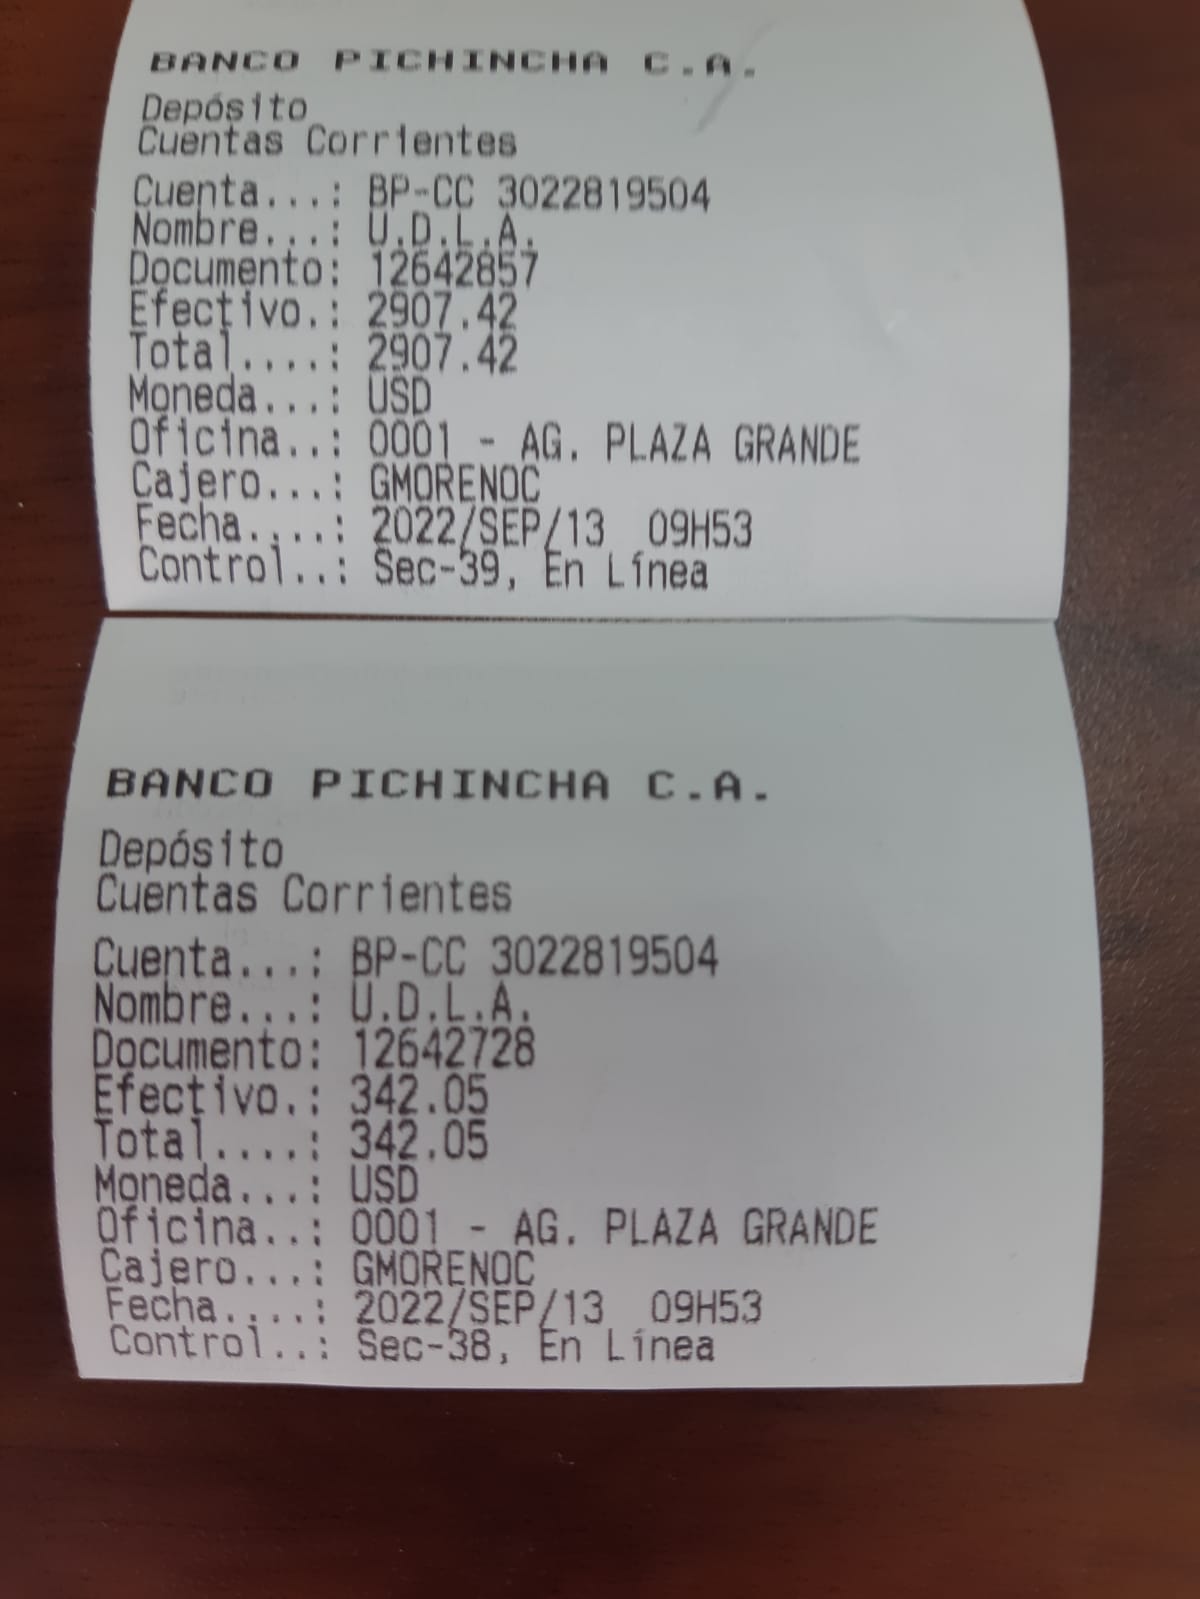 BANCO PICHINCHA C.A.
Depósito
Cuentas Corrientes
Cuenta...: BP-CC 3022819504
Nombre...: U.D.L.A.
Documento: 12642857
Efectivo.: 2907.42
Total....: 2907.42
Moneda...: USD
Oficina..: 0001 - AG. PLAZA GRANDE
Cajero...: GMORENOC
Fecha....: 2022/SEP/13 09H53
Control..: Sec-39, En Línea
BANCO PICHINCHA C.A.
Depósito
Cuentas Corrientes
Cuenta...: BP-CC 3022819504
Nombre...: U.D.L.A.
Documento: 12642728
Efectivo.: 342.05
Total....: 342.05
Moneda...: USD
Oficina..: 0001 - AG. PLAZA GRANDE
Cajero...: GMORENOC
Fecha....: 2022/SEP/13 09H53
Control..: Sec-38, En Línea